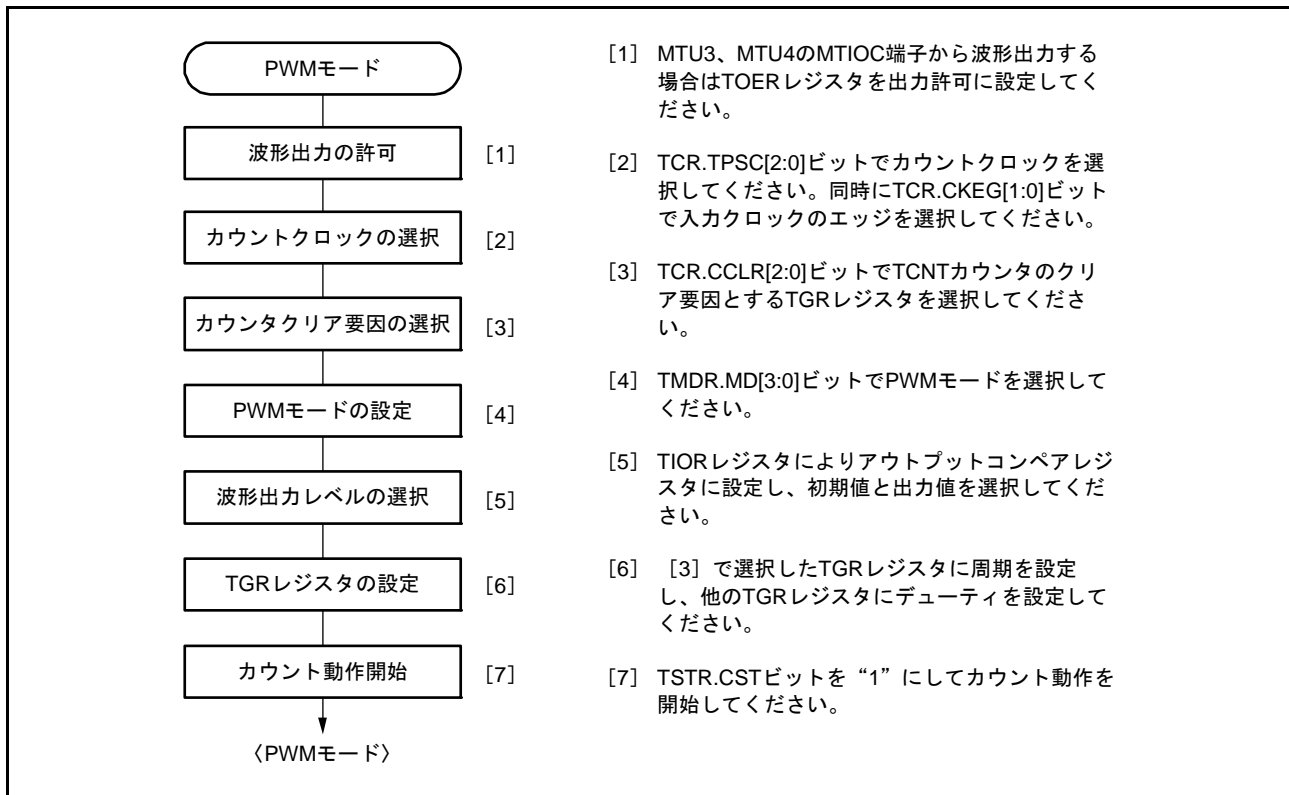 PWMモード
波形出力の許可 [1]
カウントクロックの選択 [2]
カウンタクリア要因の選択 [3]
PWMモードの設定 [4]
波形出力レベルの選択 [5]
TGRレジスタの設定 [6]
カウント動作開始 [7]
〈PWMモード〉
[1] MTU3、MTU4のMTIOC端子から波形出力する
場合はTOERレジスタを出力許可に設定してく
ださい。
[2] TCR.TPSC[2:0]ビットでカウントクロックを選
択してください。同時にTCR.CKEG[1:0]ビット
で入力クロックのエッジを選択してください。
[3] TCR.CCLR[2:0]ビットでTCNTカウンタのクリ
ア要因とするTGRレジスタを選択してくださ
い。
[4] TMDR.MD[3:0]ビットでPWMモードを選択して
ください。
[5] TIORレジスタによりアウトプットコンペアレジ
スタに設定し、初期値と出力値を選択してくだ
さい。
[6] [3]で選択したTGRレジスタに周期を設定
し、他のTGRレジスタにデューティを設定して
ください。
[7] TSTR.CSTビットを“1”にしてカウント動作を
開始してください。